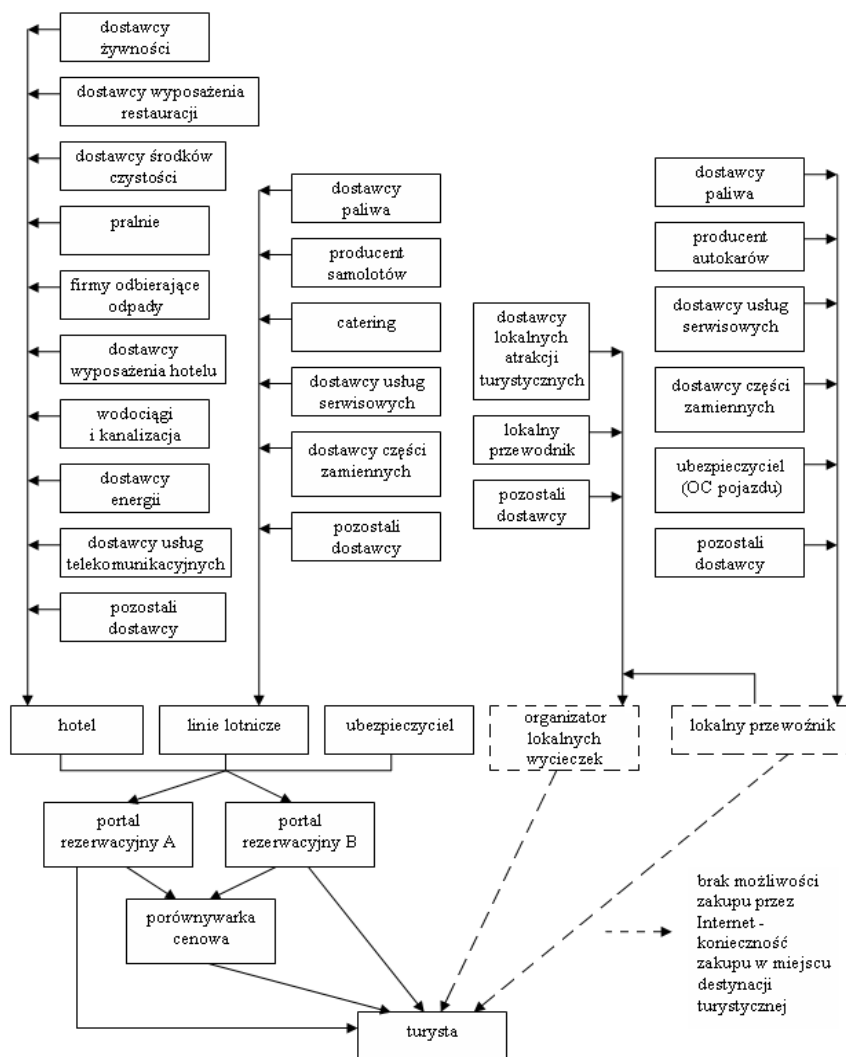 dostawcy
żywności
dostawcy wyposażenia
restauracji
dostawcy środków
czystości
pralnie
firmy odbierające
odpady
dostawcy
wyposażenia hotelu
wodociągi
i kanalizacja
dostawcy
energii
dostawcy usług
telekomunikacyjnych
pozostali
dostawcy
dostawcy
paliwa
producent
samolotów
catering
dostawcy usług
serwisowych
dostawcy części
zamiennych
pozostali
dostawcy
dostawcy
lokalnych
atrakcji
turystycznych
lokalny
przewodnik
pozostali
dostawcy
dostawcy
paliwa
producent
autokarów
dostawcy usług
serwisowych
dostawcy części
zamiennych
ubezpieczyciel
(OC pojazdu)
pozostali
dostawcy
hotel
linie lotnicze
ubezpieczyciel
organizator
lokalnych
wycieczek
lokalny przewoźnik
portal
rezerwacyjny A
portal
rezerwacyjny B
porównywarka
cenowa
turysta
brak możliwości
zakupu przez
Internet -
konieczność
zakupu w miejscu
destynacji
turystycznej